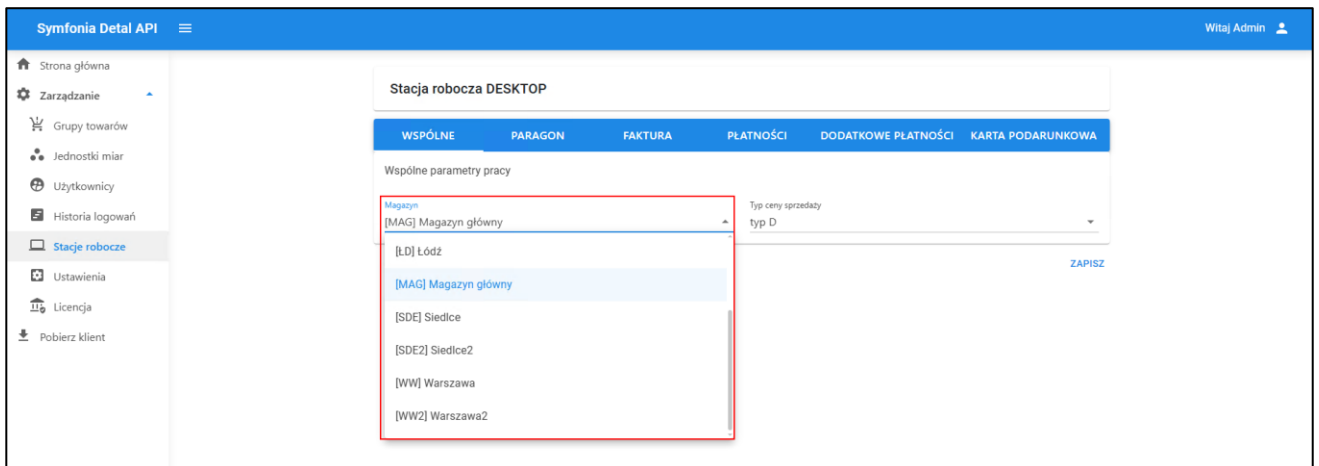 Symfonia Detal API
Witaj Admin
Strona główna
Zarządzanie
Grupy towarów
Jednostki miar
Użytkownicy
Historia logowań
Stacje robocze
Ustawienia
Licencja
Pobierz klient
Stacja robocza DESKTOP
WSPÓLNE PARAGON FAKTURA PŁATNOŚCI DODATKOWE PŁATNOŚCI KARTA PODARUNKOWA
Wspólne parametry pracy
Magazyn
[MAG] Magazyn główny
Typ ceny sprzedaży
typ D
[ŁD] Łódź
[MAG] Magazyn główny
[SDE] Siedlce
[SDE2] Siedlce2
[WW] Warszawa
[WW2] Warszawa2
ZAPISZ